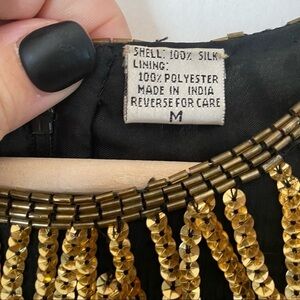 SHELL: 100% SILK
LINING:
100% POLYESTER
MADE IN INDIA
REVERSE FOR CARE
M